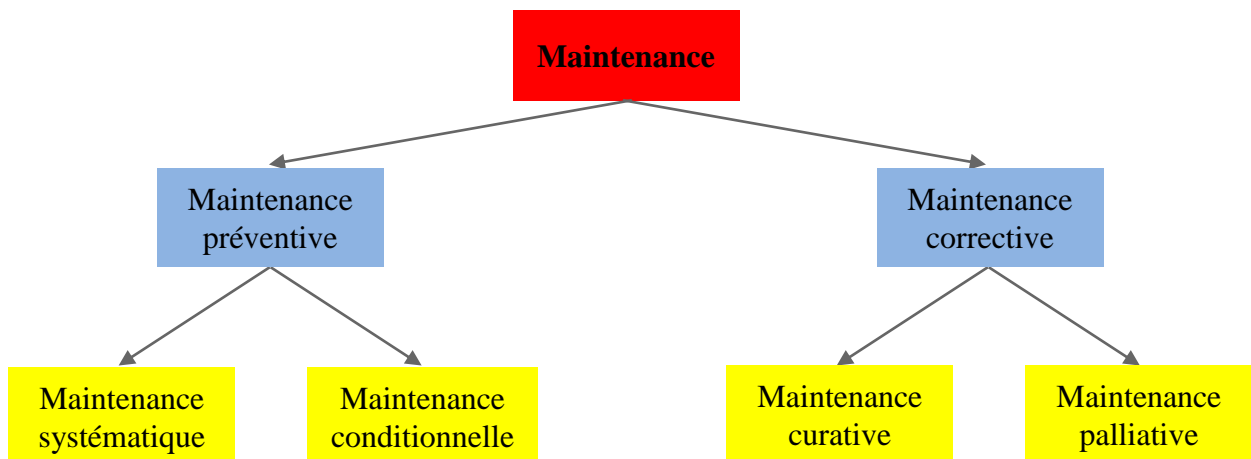 Maintenance
Maintenance
préventive
Maintenance
corrective
Maintenance
systématique
Maintenance
conditionnelle
Maintenance
curative
Maintenance
palliative